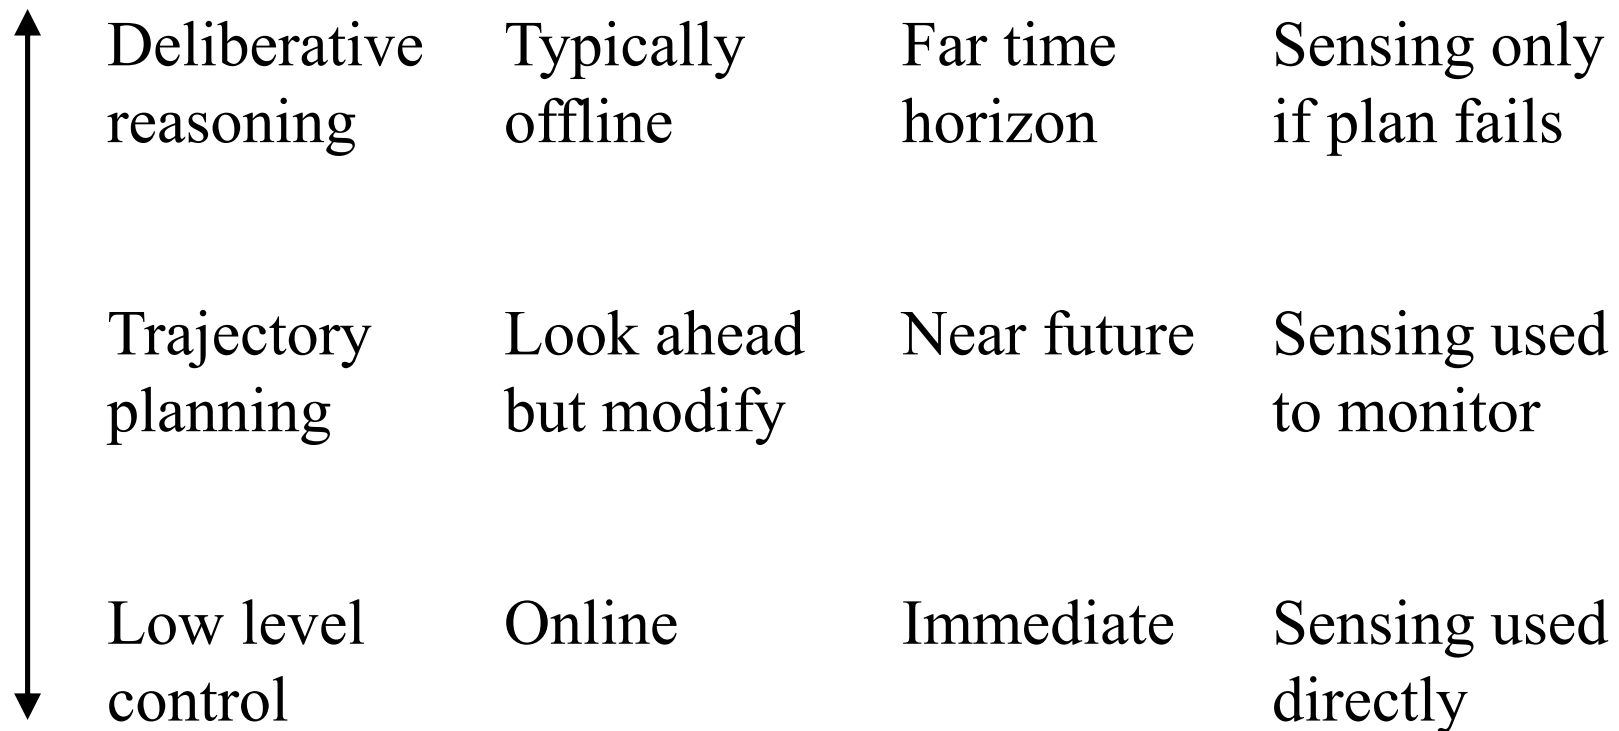 Deliberative
reasoning
Typically
offline
Far time
horizon
Sensing only
if plan fails
Trajectory
planning
Look ahead
but modify
Near future
Sensing used
to monitor
Low level
control
Online
Immediate
Sensing used
directly